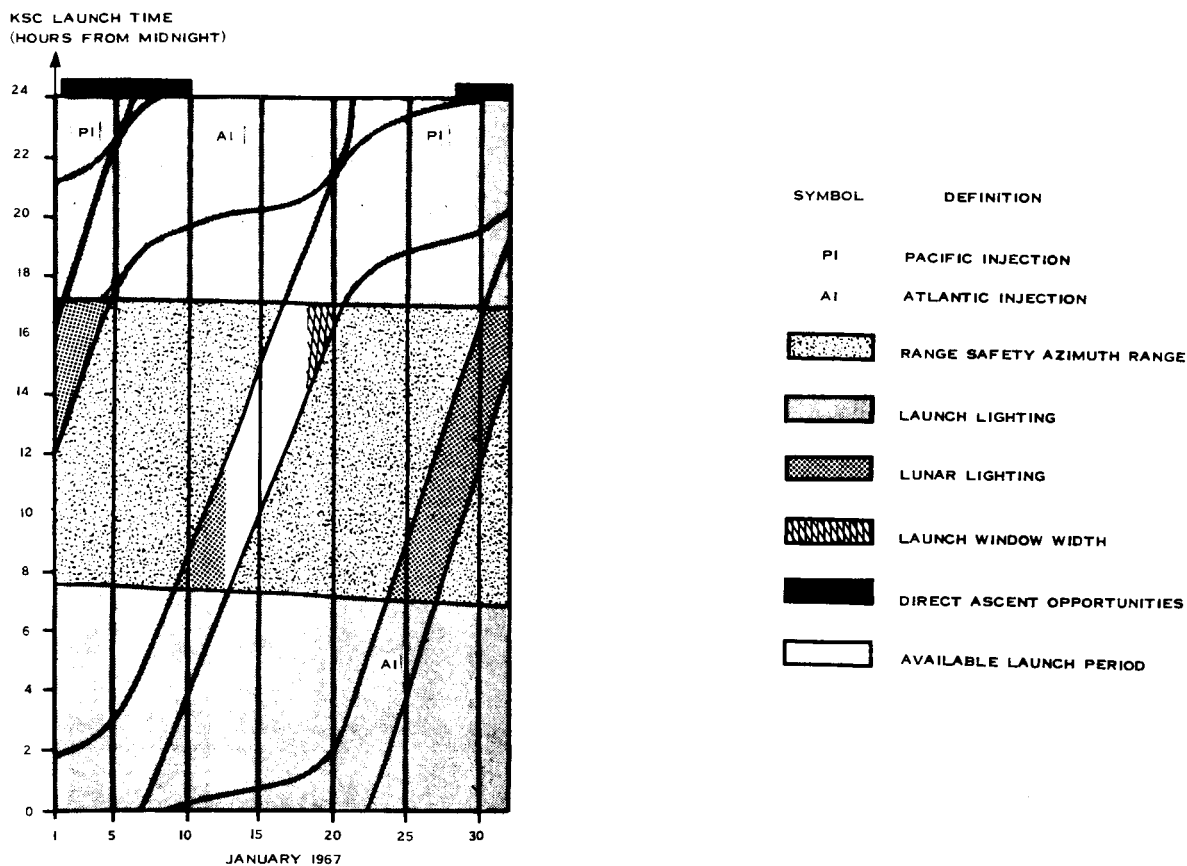 KSC LAUNCH TIME
(HOURS FROM MIDNIGHT)
24
22
20
18
16
14
12
10
8
6
4
2
0
PI
AI
PI
AI
1 5 10 15 20 25 30
JANUARY 1967
SYMBOL DEFINITION
PI PACIFIC INJECTION
AI ATLANTIC INJECTION
RANGE SAFETY AZIMUTH RANGE
LAUNCH LIGHTING
LUNAR LIGHTING
LAUNCH WINDOW WIDTH
DIRECT ASCENT OPPORTUNITIES
AVAILABLE LAUNCH PERIOD